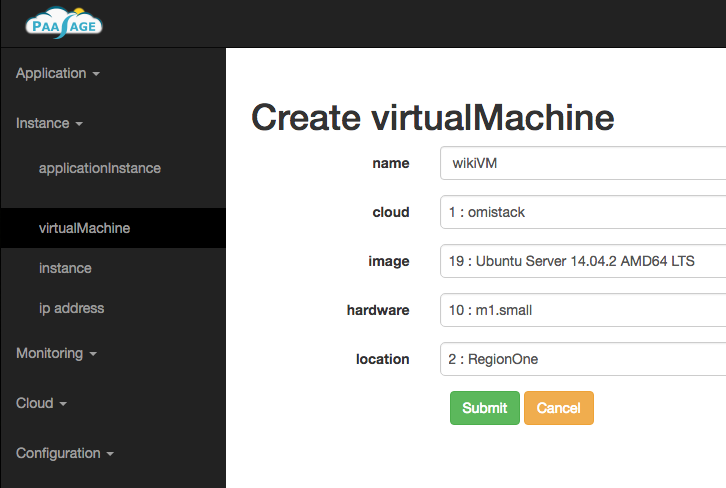 PAASAGE
Application
Instance
applicationInstance
virtualMachine
instance
ip address
Monitoring
Cloud
Configuration
Create virtualMachine
name wikiVM
cloud 1 : omistack
image 19 : Ubuntu Server 14.04.2 AMD64 LTS
hardware 10 : m1.small
location 2 : RegionOne
Submit Cancel